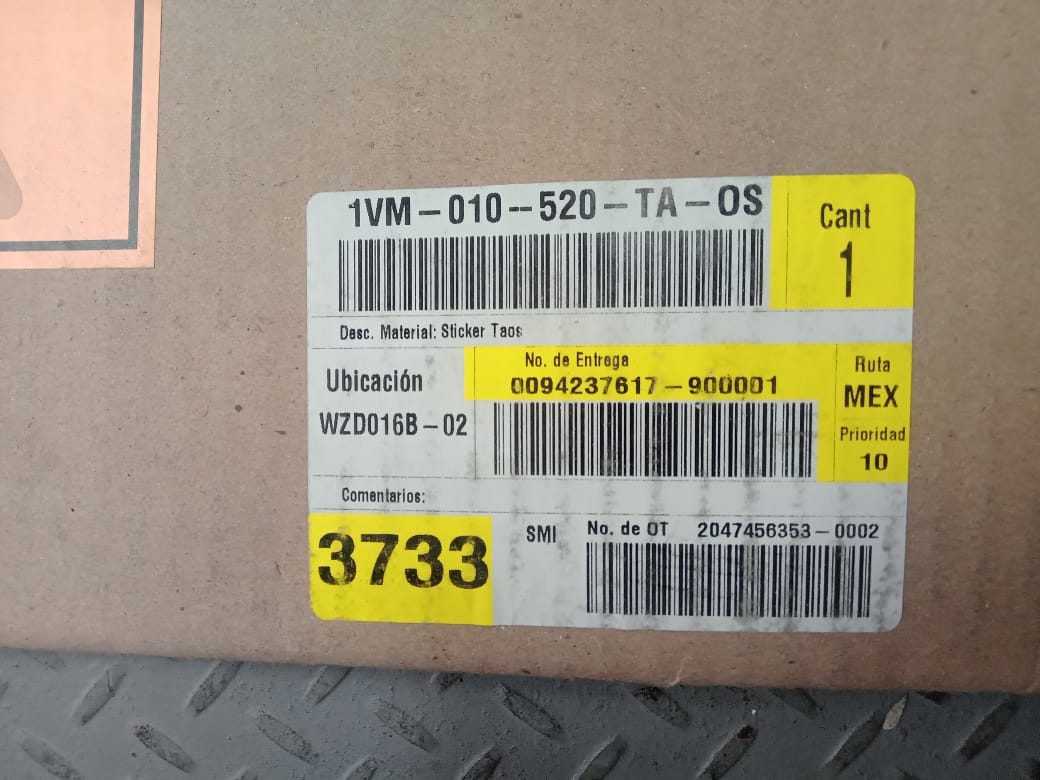 1VM-010--520-TA-OS
Cant
1
Desc. Material: Sticker Taos
Ubicación
WZD016B-02
No. de Entrega
0094237617-900001
Ruta
MEX
Prioridad
10
Comentarios:
3733
SMI
No. de OT 2047456353-0002